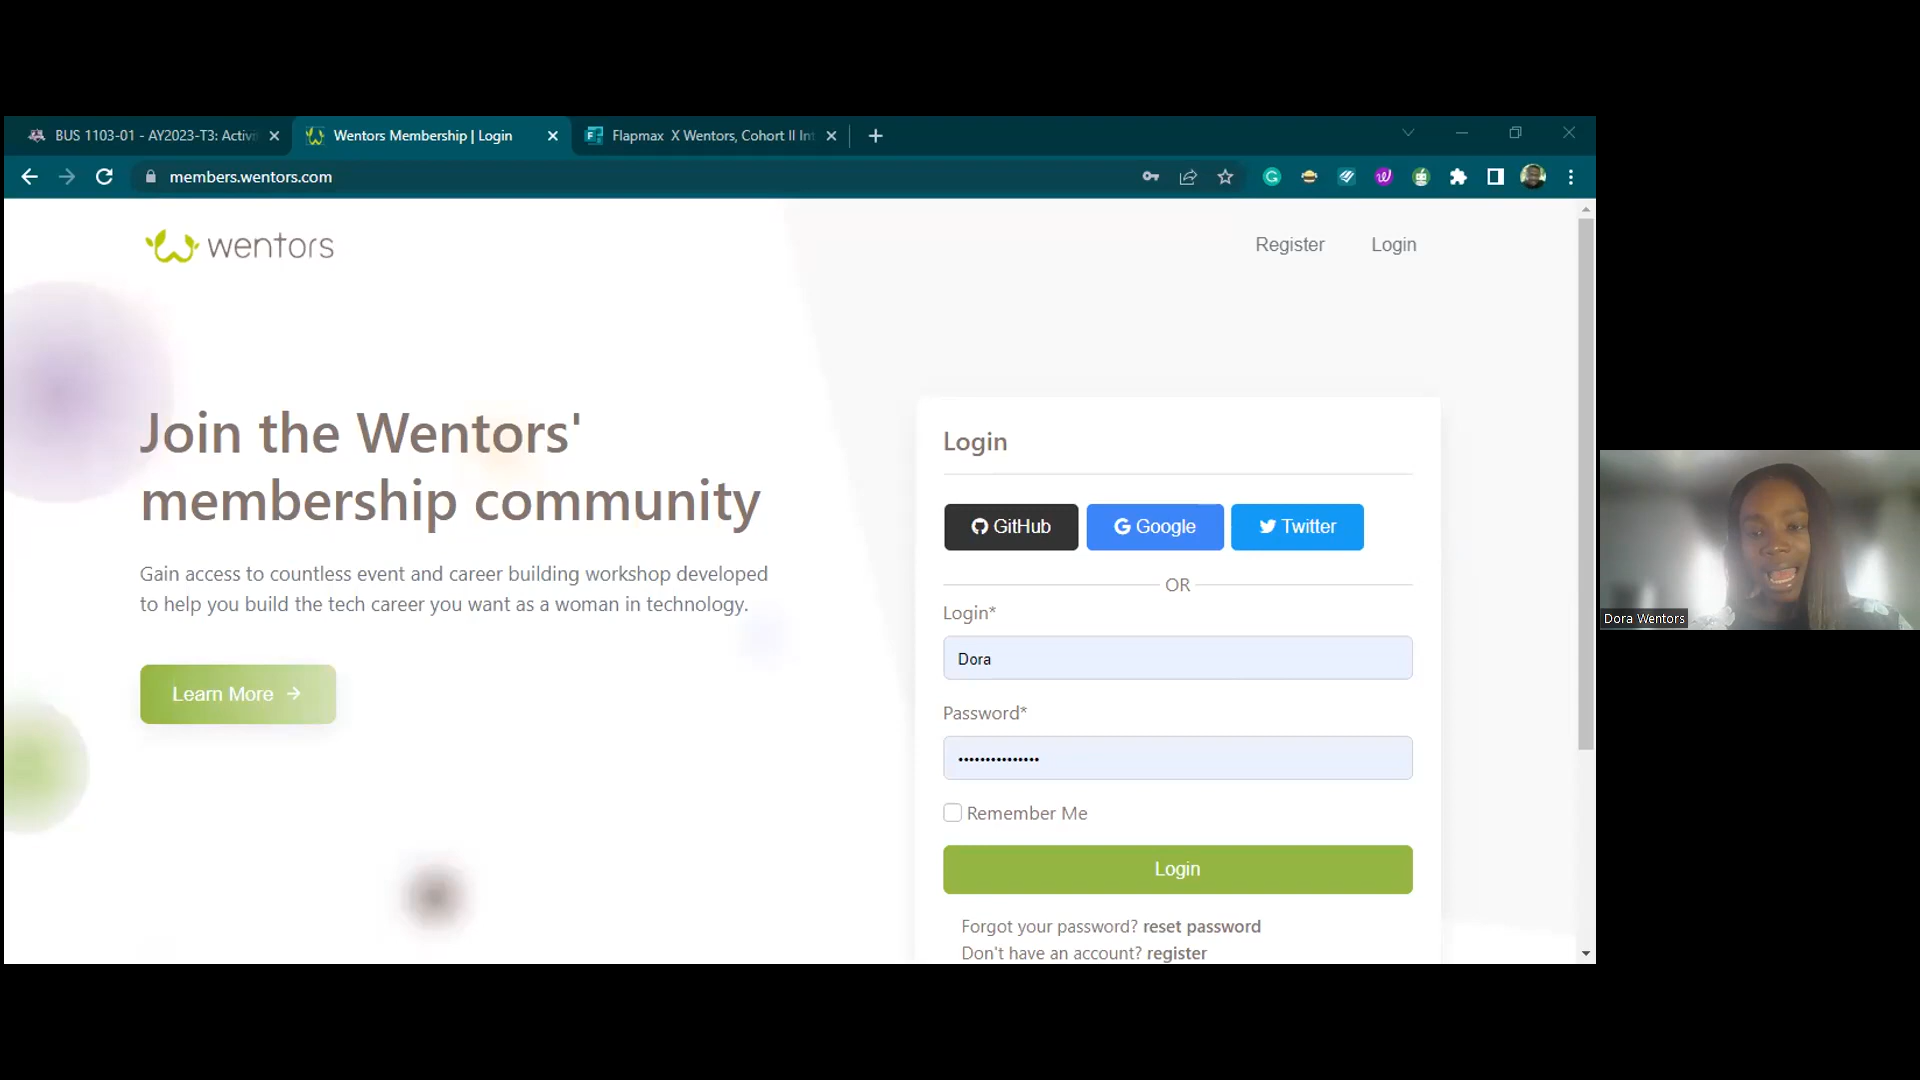 BUS 1103-01 - AY2023-T3: Activi
Wentors Membership | Login
Flapmax X Wentors, Cohort II Int
members.wentors.com
wentors
Register
Login
Join the Wentors'
membership community
Gain access to countless event and career building workshop developed
to help you build the tech career you want as a woman in technology.
Learn More
Login
GitHub
Google
Twitter
OR
Login*
Dora
Password*
•••••••••••••••
Remember Me
Login
Forgot your password? reset password
Don't have an account? register
Dora Wentors